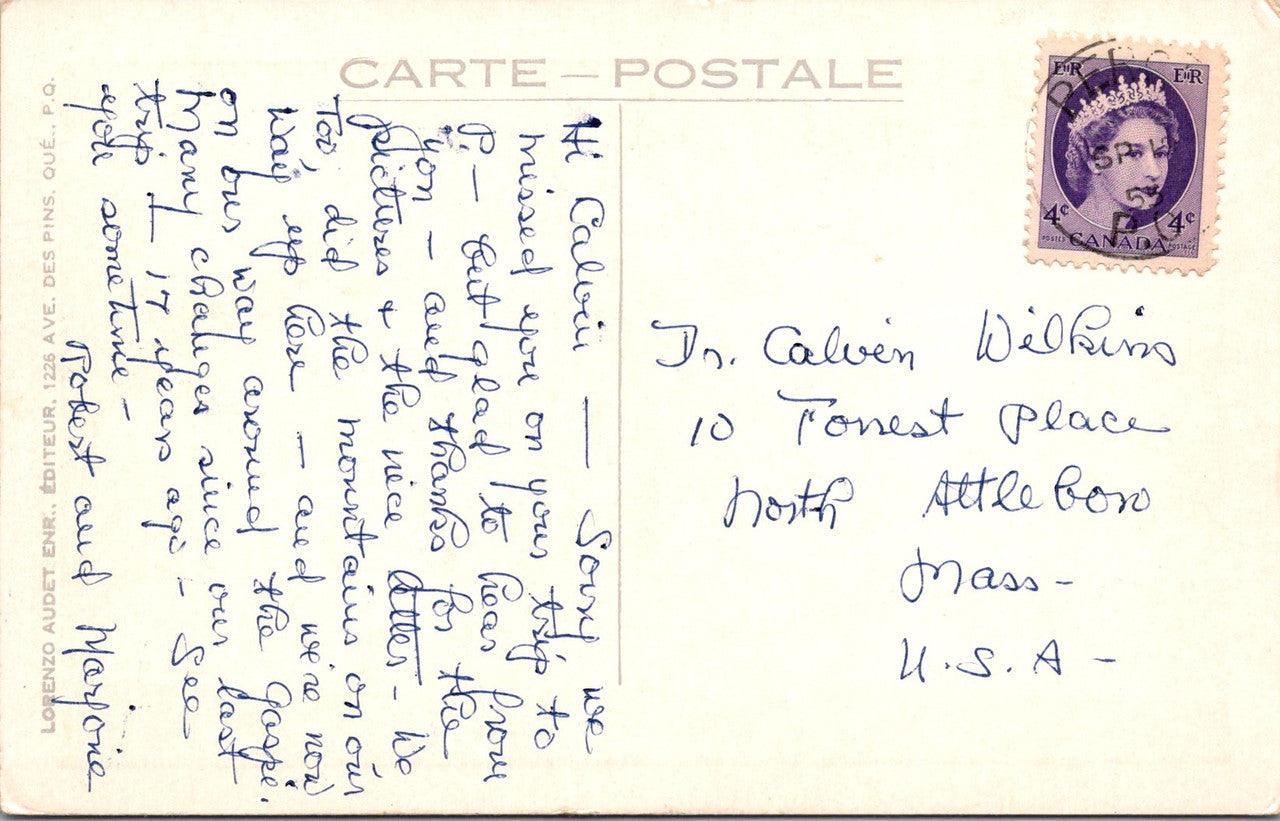 CARTE — POSTALE
Hi Calvin — Sorry we
missed you on your trip to
P.— but glad to hear from
you — and thanks for the
pictures & the nice letter — We
Too, did the mountains on our
way up here — and we're now
on our way around the Gaspé.
Many changes since our last
trip — 17 years ago — See
you sometime —
Robert and Marjorie
LORENZO AUDET ENR., ÉDITEUR, 1226 AVE. DES PINS, QUÉ., P.Q.
EIIR EIIR
4¢ 4¢
POSTES CANADA POSTAGE
P
Dr. Calvin Wilkins
10 Forrest Place
North Attleboro
Mass —
U.S.A —